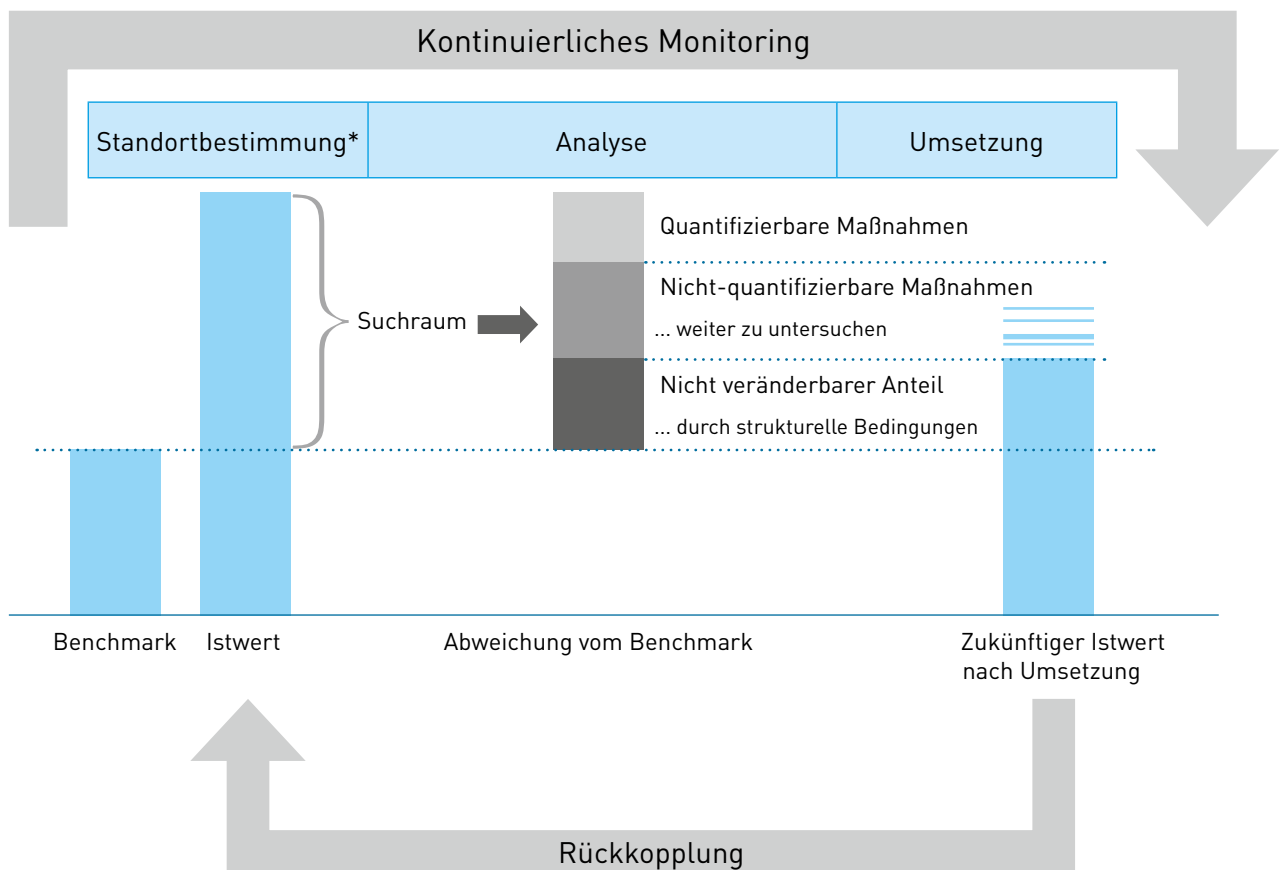 Kontinuierliches Monitoring
Standortbestimmung*
Analyse
Umsetzung
Quantifizierbare Maßnahmen
Nicht-quantifizierbare Maßnahmen
... weiter zu untersuchen
Suchraum
Nicht veränderbarer Anteil
... durch strukturelle Bedingungen
Benchmark
Istwert
Abweichung vom Benchmark
Zukünftiger Istwert
nach Umsetzung
Rückkopplung